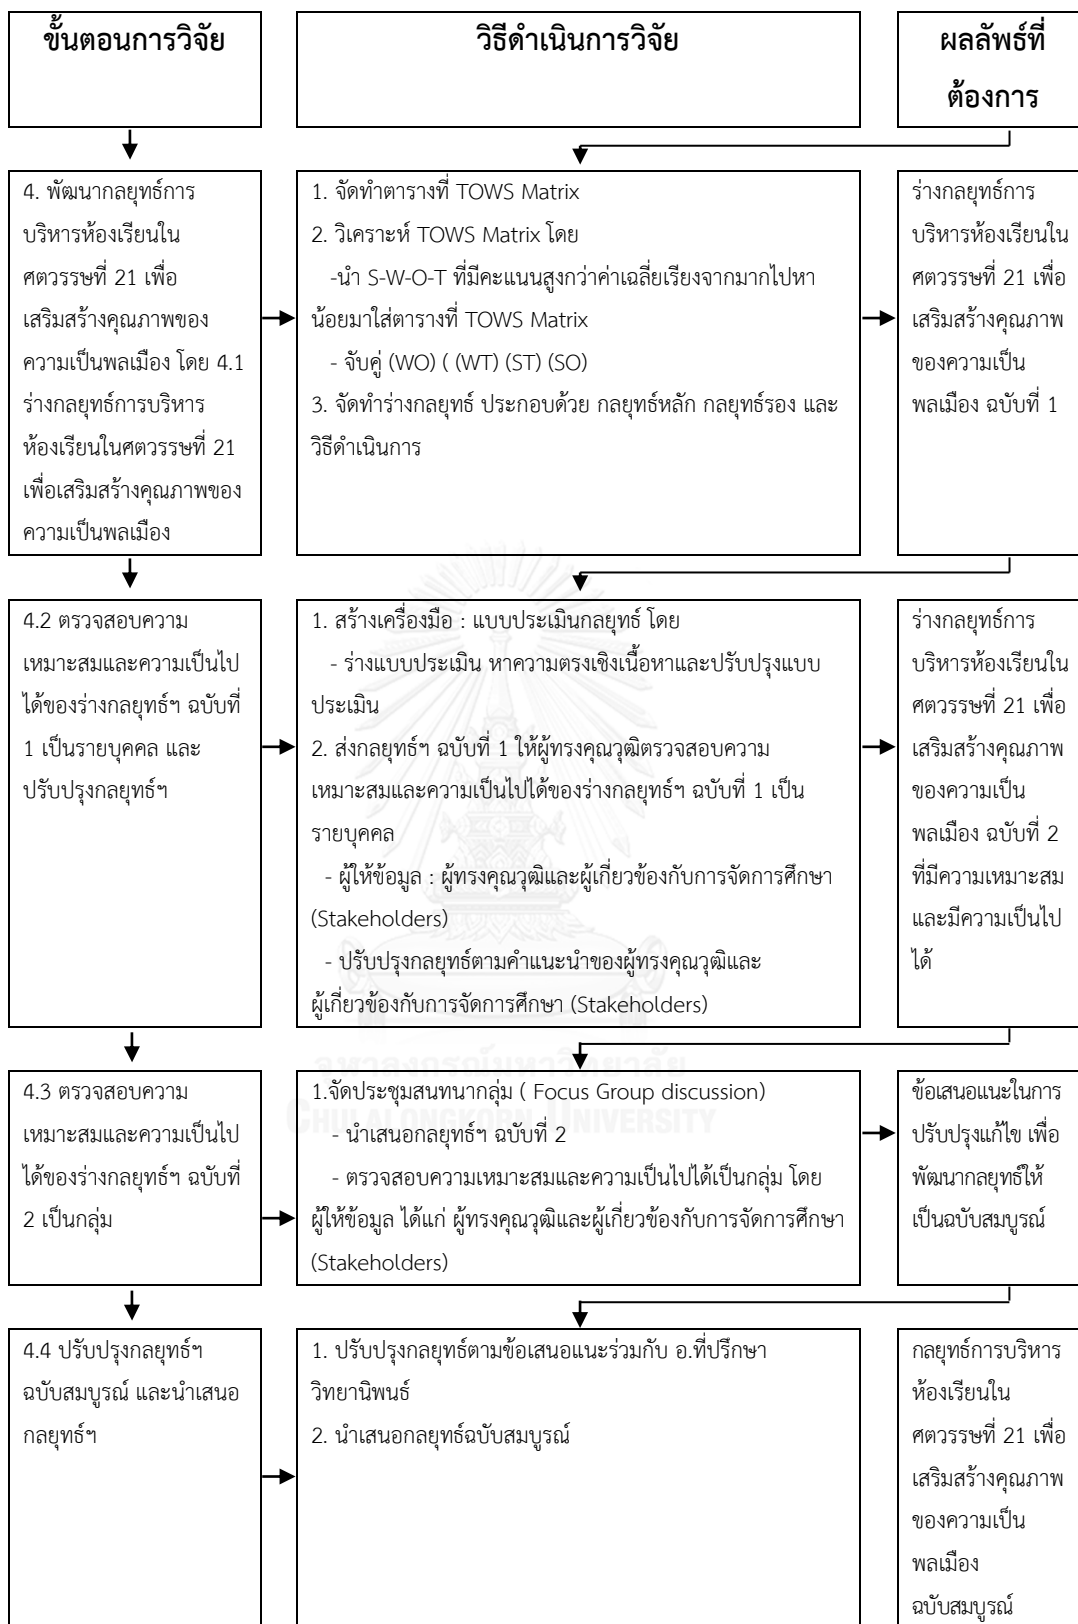 ขั้นตอนการวิจัย
วิธีดำเนินการวิจัย
ผลลัพธ์ที่
ต้องการ
4. พัฒนากลยุทธ์การ
บริหารห้องเรียนใน
ศตวรรษที่ 21 เพื่อ
เสริมสร้างคุณภาพของ
ความเป็นพลเมือง โดย 4.1
ร่างกลยุทธ์การบริหาร
ห้องเรียนในศตวรรษที่ 21
เพื่อเสริมสร้างคุณภาพของ
ความเป็นพลเมือง
1. จัดทำตารางที่ TOWS Matrix
2. วิเคราะห์ TOWS Matrix โดย
-นำ S-W-O-T ที่มีคะแนนสูงกว่าค่าเฉลี่ยเรียงจากมากไปหา
น้อยมาใส่ตารางที่ TOWS Matrix
- จับคู่ (WO) ( (WT) (ST) (SO)
3. จัดทำร่างกลยุทธ์ ประกอบด้วย กลยุทธ์หลัก กลยุทธ์รอง และ
วิธีดำเนินการ
ร่างกลยุทธ์การ
บริหารห้องเรียนใน
ศตวรรษที่ 21 เพื่อ
เสริมสร้างคุณภาพ
ของความเป็น
พลเมือง ฉบับที่ 1
4.2 ตรวจสอบความ
เหมาะสมและความเป็นไป
ได้ของร่างกลยุทธ์ฯ ฉบับที่
1 เป็นรายบุคคล และ
ปรับปรุงกลยุทธ์ฯ
1. สร้างเครื่องมือ : แบบประเมินกลยุทธ์ โดย
- ร่างแบบประเมิน หาความตรงเชิงเนื้อหาและปรับปรุงแบบ
ประเมิน
2. ส่งกลยุทธ์ฯ ฉบับที่ 1 ให้ผู้ทรงคุณวุฒิตรวจสอบความ
เหมาะสมและความเป็นไปได้ของร่างกลยุทธ์ฯ ฉบับที่ 1 เป็น
รายบุคคล
- ผู้ให้ข้อมูล : ผู้ทรงคุณวุฒิและผู้เกี่ยวข้องกับการจัดการศึกษา
(Stakeholders)
- ปรับปรุงกลยุทธ์ตามคำแนะนำของผู้ทรงคุณวุฒิและ
ผู้เกี่ยวข้องกับการจัดการศึกษา (Stakeholders)
ร่างกลยุทธ์การ
บริหารห้องเรียนใน
ศตวรรษที่ 21 เพื่อ
เสริมสร้างคุณภาพ
ของความเป็น
พลเมือง ฉบับที่ 2
ที่มีความเหมาะสม
และมีความเป็นไป
ได้
จุฬาลงกรณ์มหาวิทยาลัย
CHULALONGKORN UNIVERSITY
4.3 ตรวจสอบความ
เหมาะสมและความเป็นไป
ได้ของร่างกลยุทธ์ฯ ฉบับที่
2 เป็นกลุ่ม
1.จัดประชุมสนทนากลุ่ม ( Focus Group discussion)
- นำเสนอกลยุทธ์ฯ ฉบับที่ 2
- ตรวจสอบความเหมาะสมและความเป็นไปได้เป็นกลุ่ม โดย
ผู้ให้ข้อมูล ได้แก่ ผู้ทรงคุณวุฒิและผู้เกี่ยวข้องกับการจัดการศึกษา
(Stakeholders)
ข้อเสนอแนะในการ
ปรับปรุงแก้ไข เพื่อ
พัฒนากลยุทธ์ให้
เป็นฉบับสมบูรณ์
4.4 ปรับปรุงกลยุทธ์ฯ
ฉบับสมบูรณ์ และนำเสนอ
กลยุทธ์ฯ
1. ปรับปรุงกลยุทธ์ตามข้อเสนอแนะร่วมกับ อ.ที่ปรึกษา
วิทยานิพนธ์
2. นำเสนอกลยุทธ์ฉบับสมบูรณ์
กลยุทธ์การบริหาร
ห้องเรียนใน
ศตวรรษที่ 21 เพื่อ
เสริมสร้างคุณภาพ
ของความเป็น
พลเมือง
ฉบับสมบูรณ์